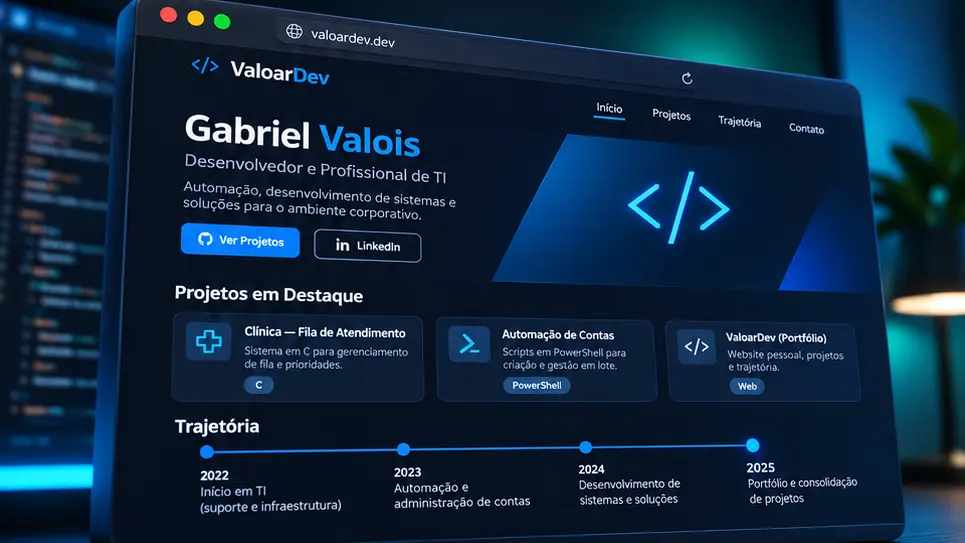 valoardev.dev
</> ValoarDev
Início
Projetos
Trajetória
Contato
Gabriel Valois
Desenvolvedor e Profissional de TI
Automação, desenvolvimento de sistemas e
soluções para o ambiente corporativo.
Ver Projetos
in LinkedIn
</>
Projetos em Destaque
Clínica — Fila de Atendimento
Sistema em C para gerenciamento
de fila e prioridades.
C
Automação de Contas
Scripts em PowerShell para
criação e gestão em lote.
PowerShell
</>
ValoarDev (Portfólio)
Website pessoal, projetos
e trajetória.
Web
Trajetória
2022
Início em TI
(suporte e infraestrutura)
2023
Automação e
administração de contas
2024
Desenvolvimento de
sistemas e soluções
2025
Portfólio e consolidação
de projetos